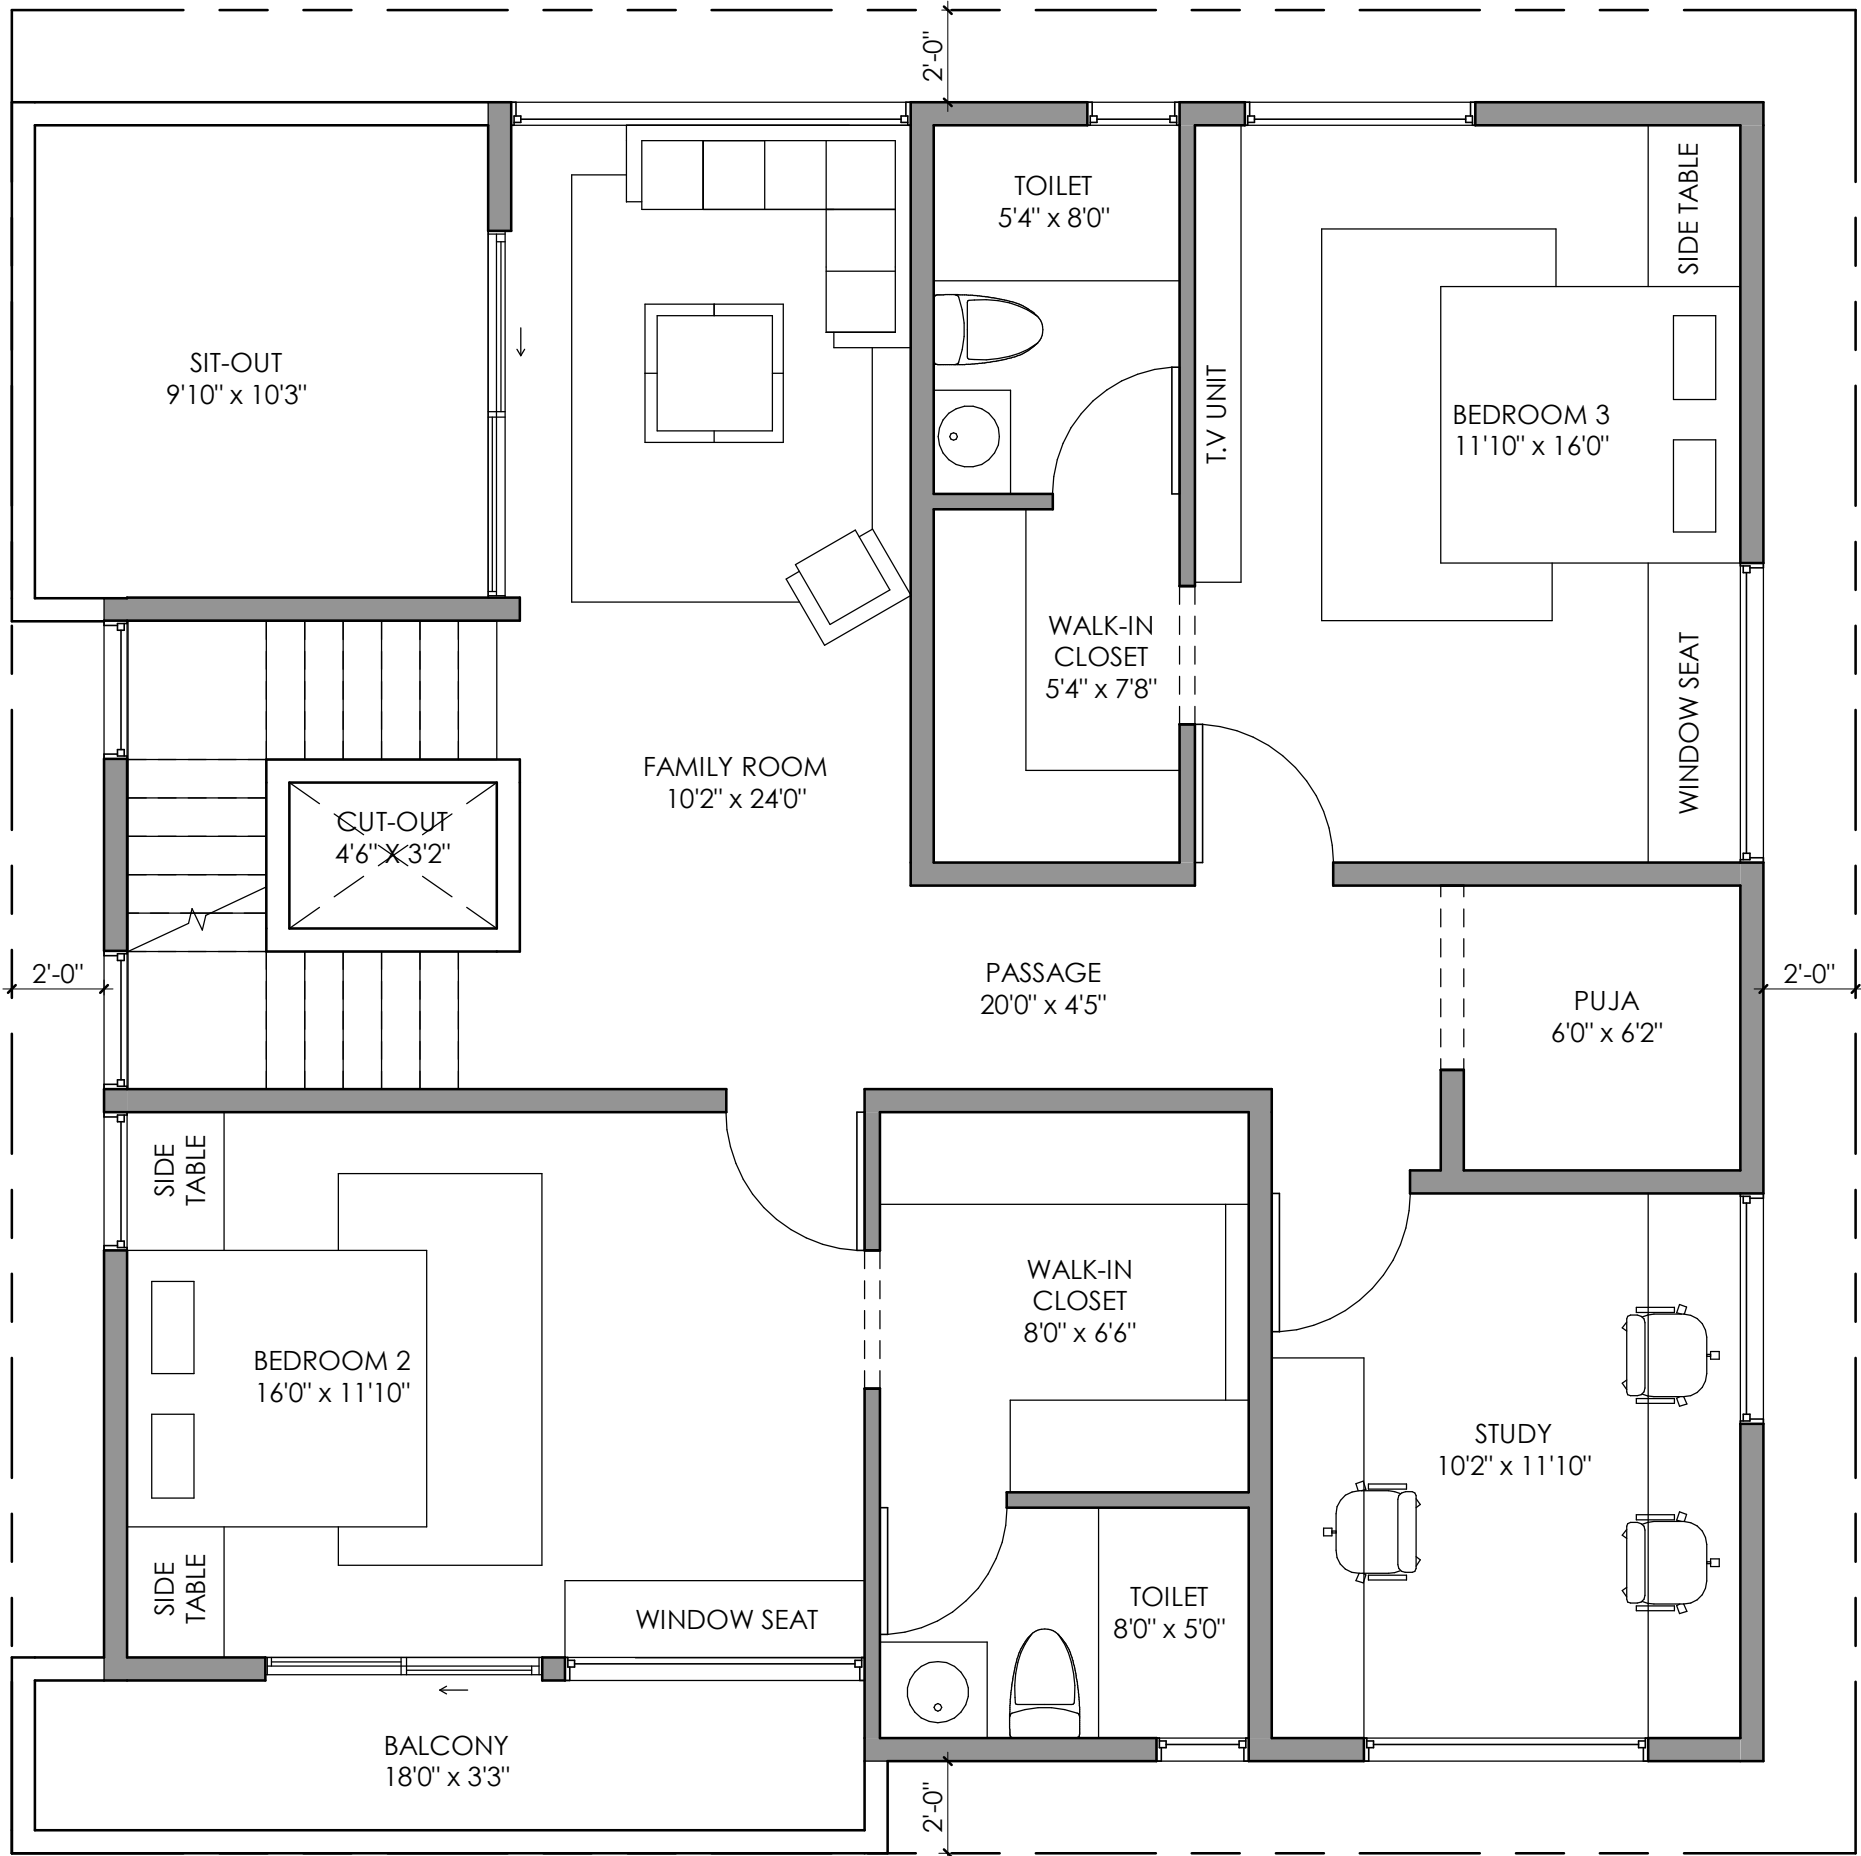 2'-0"
TOILET
5'4" x 8'0"
SIDE TABLE
SIT-OUT
9'10" x 10'3"
T.V UNIT
BEDROOM 3
11'10" x 16'0"
WALK-IN
CLOSET
5'4" x 7'8"
WINDOW SEAT
FAMILY ROOM
10'2" x 24'0"
CUT-OUT
4'6" X 3'2"
2'-0"
PASSAGE
20'0" x 4'5"
PUJA
6'0" x 6'2"
2'-0"
SIDE
TABLE
WALK-IN
CLOSET
8'0" x 6'6"
BEDROOM 2
16'0" x 11'10"
STUDY
10'2" x 11'10"
SIDE
TABLE
WINDOW SEAT
TOILET
8'0" x 5'0"
BALCONY
18'0" x 3'3"
2'-0"